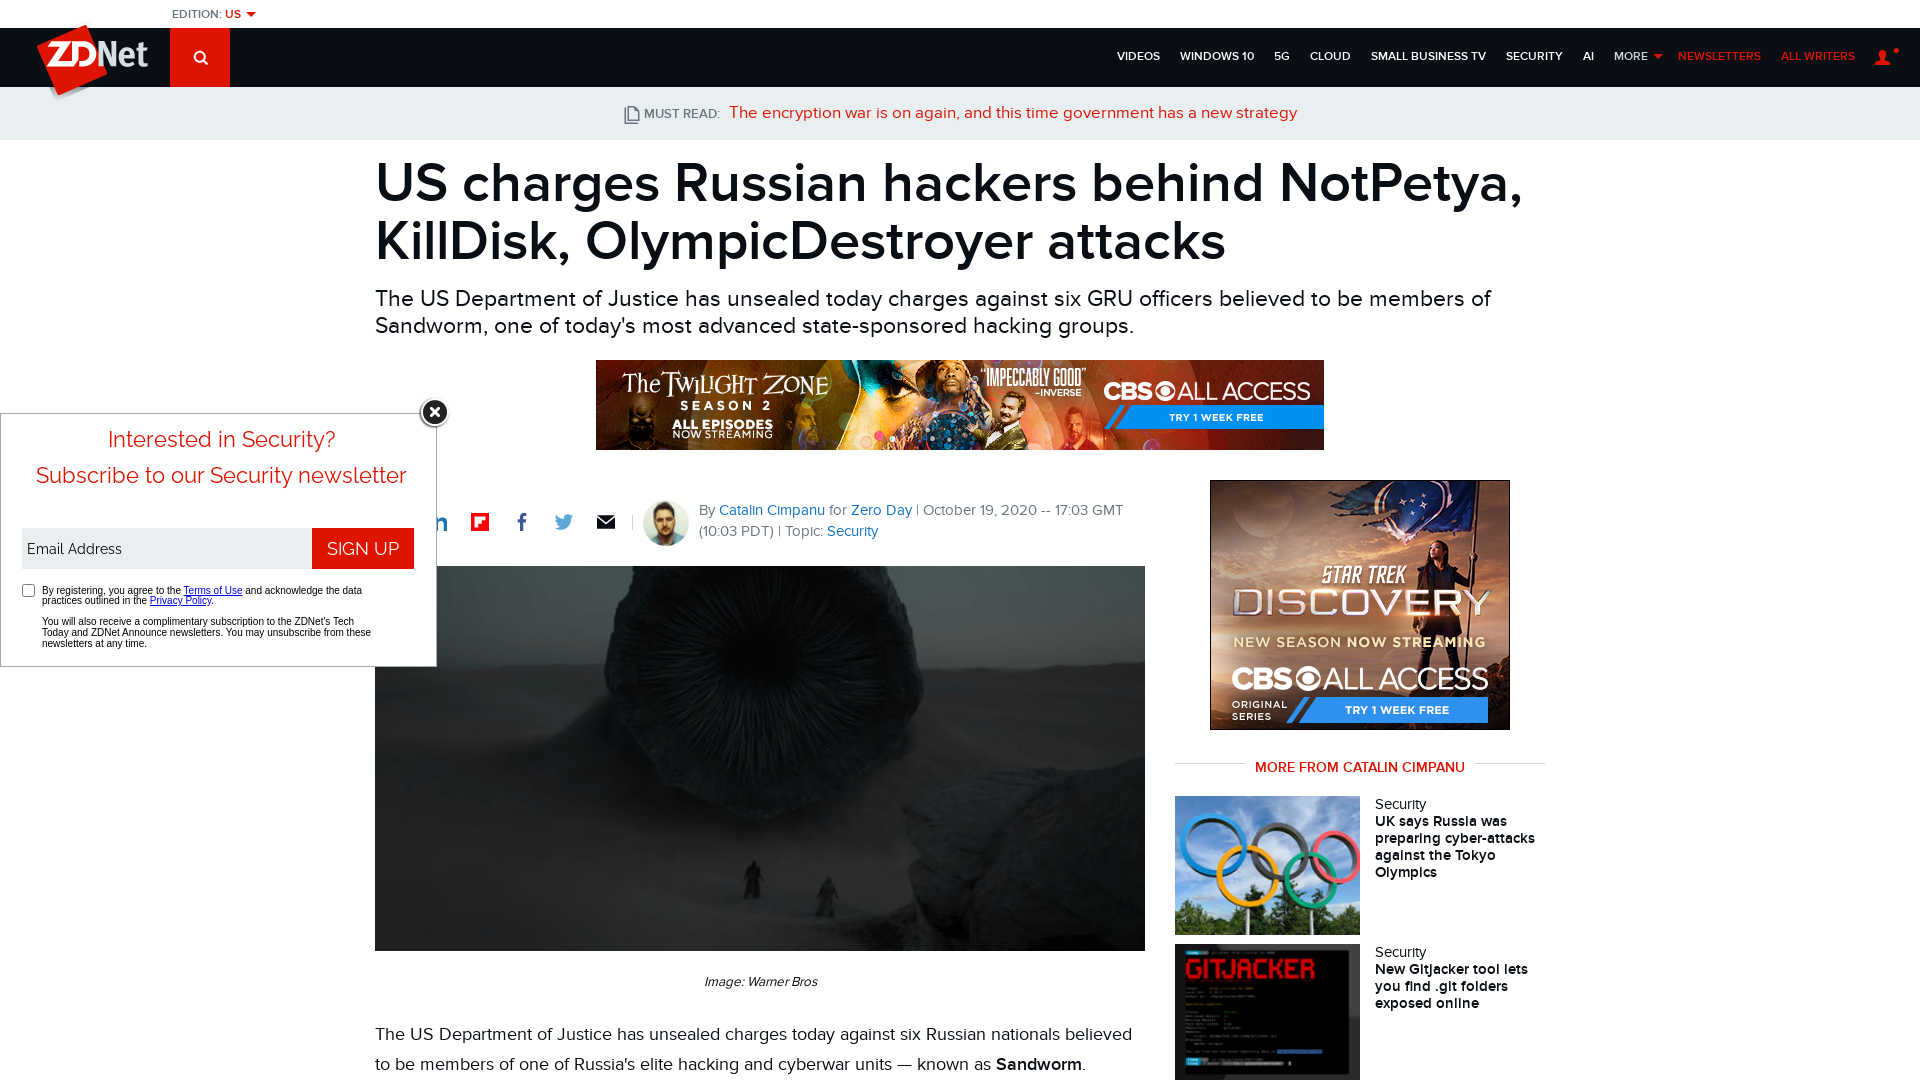 EDITION: US
ZDNet
VIDEOS WINDOWS 10 5G CLOUD SMALL BUSINESS TV SECURITY AI MORE NEWSLETTERS ALL WRITERS
MUST READ: The encryption war is on again, and this time government has a new strategy
US charges Russian hackers behind NotPetya,
KillDisk, OlympicDestroyer attacks
The US Department of Justice has unsealed today charges against six GRU officers believed to be members of
Sandworm, one of today's most advanced state-sponsored hacking groups.
The TWILIGHT ZONE
SEASON 2
ALL EPISODES
NOW STREAMING
"IMPECCABLY GOOD"
-INVERSE
CBS ALL ACCESS
TRY 1 WEEK FREE
Interested in Security?
Subscribe to our Security newsletter
Email Address
SIGN UP
By registering, you agree to the Terms of Use and acknowledge the data
practices outlined in the Privacy Policy.
You will also receive a complimentary subscription to the ZDNet's Tech
Today and ZDNet Announce newsletters. You may unsubscribe from these
newsletters at any time.
By Catalin Cimpanu for Zero Day | October 19, 2020 -- 17:03 GMT
(10:03 PDT) | Topic: Security
Image: Warner Bros
The US Department of Justice has unsealed charges today against six Russian nationals believed
to be members of one of Russia's elite hacking and cyberwar units — known as Sandworm.
STAR TREK
DISCOVERY
NEW SEASON NOW STREAMING
CBS ALL ACCESS
ORIGINAL
SERIES
TRY 1 WEEK FREE
MORE FROM CATALIN CIMPANU
Security
UK says Russia was
preparing cyber-attacks
against the Tokyo
Olympics
GITJACKER
Security
New Gitjacker tool lets
you find .git folders
exposed online